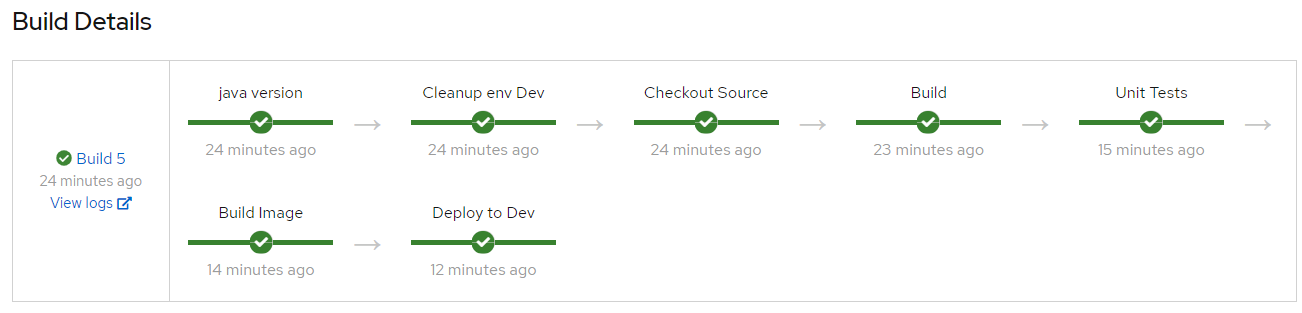 Build Details
Build 5
24 minutes ago
View logs
java version
24 minutes ago
Cleanup env Dev
24 minutes ago
Checkout Source
24 minutes ago
Build
23 minutes ago
Unit Tests
15 minutes ago
Build Image
14 minutes ago
Deploy to Dev
12 minutes ago